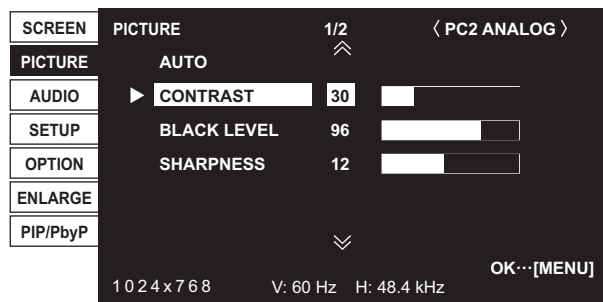 SCREEN
PICTURE
AUDIO
SETUP
OPTION
ENLARGE
PIP/PbyP
PICTURE 1/2 〈 PC2 ANALOG 〉
AUTO
CONTRAST 30
BLACK LEVEL 96
SHARPNESS 12
OK···[MENU]
1024x768 V: 60 Hz H: 48.4 kHz